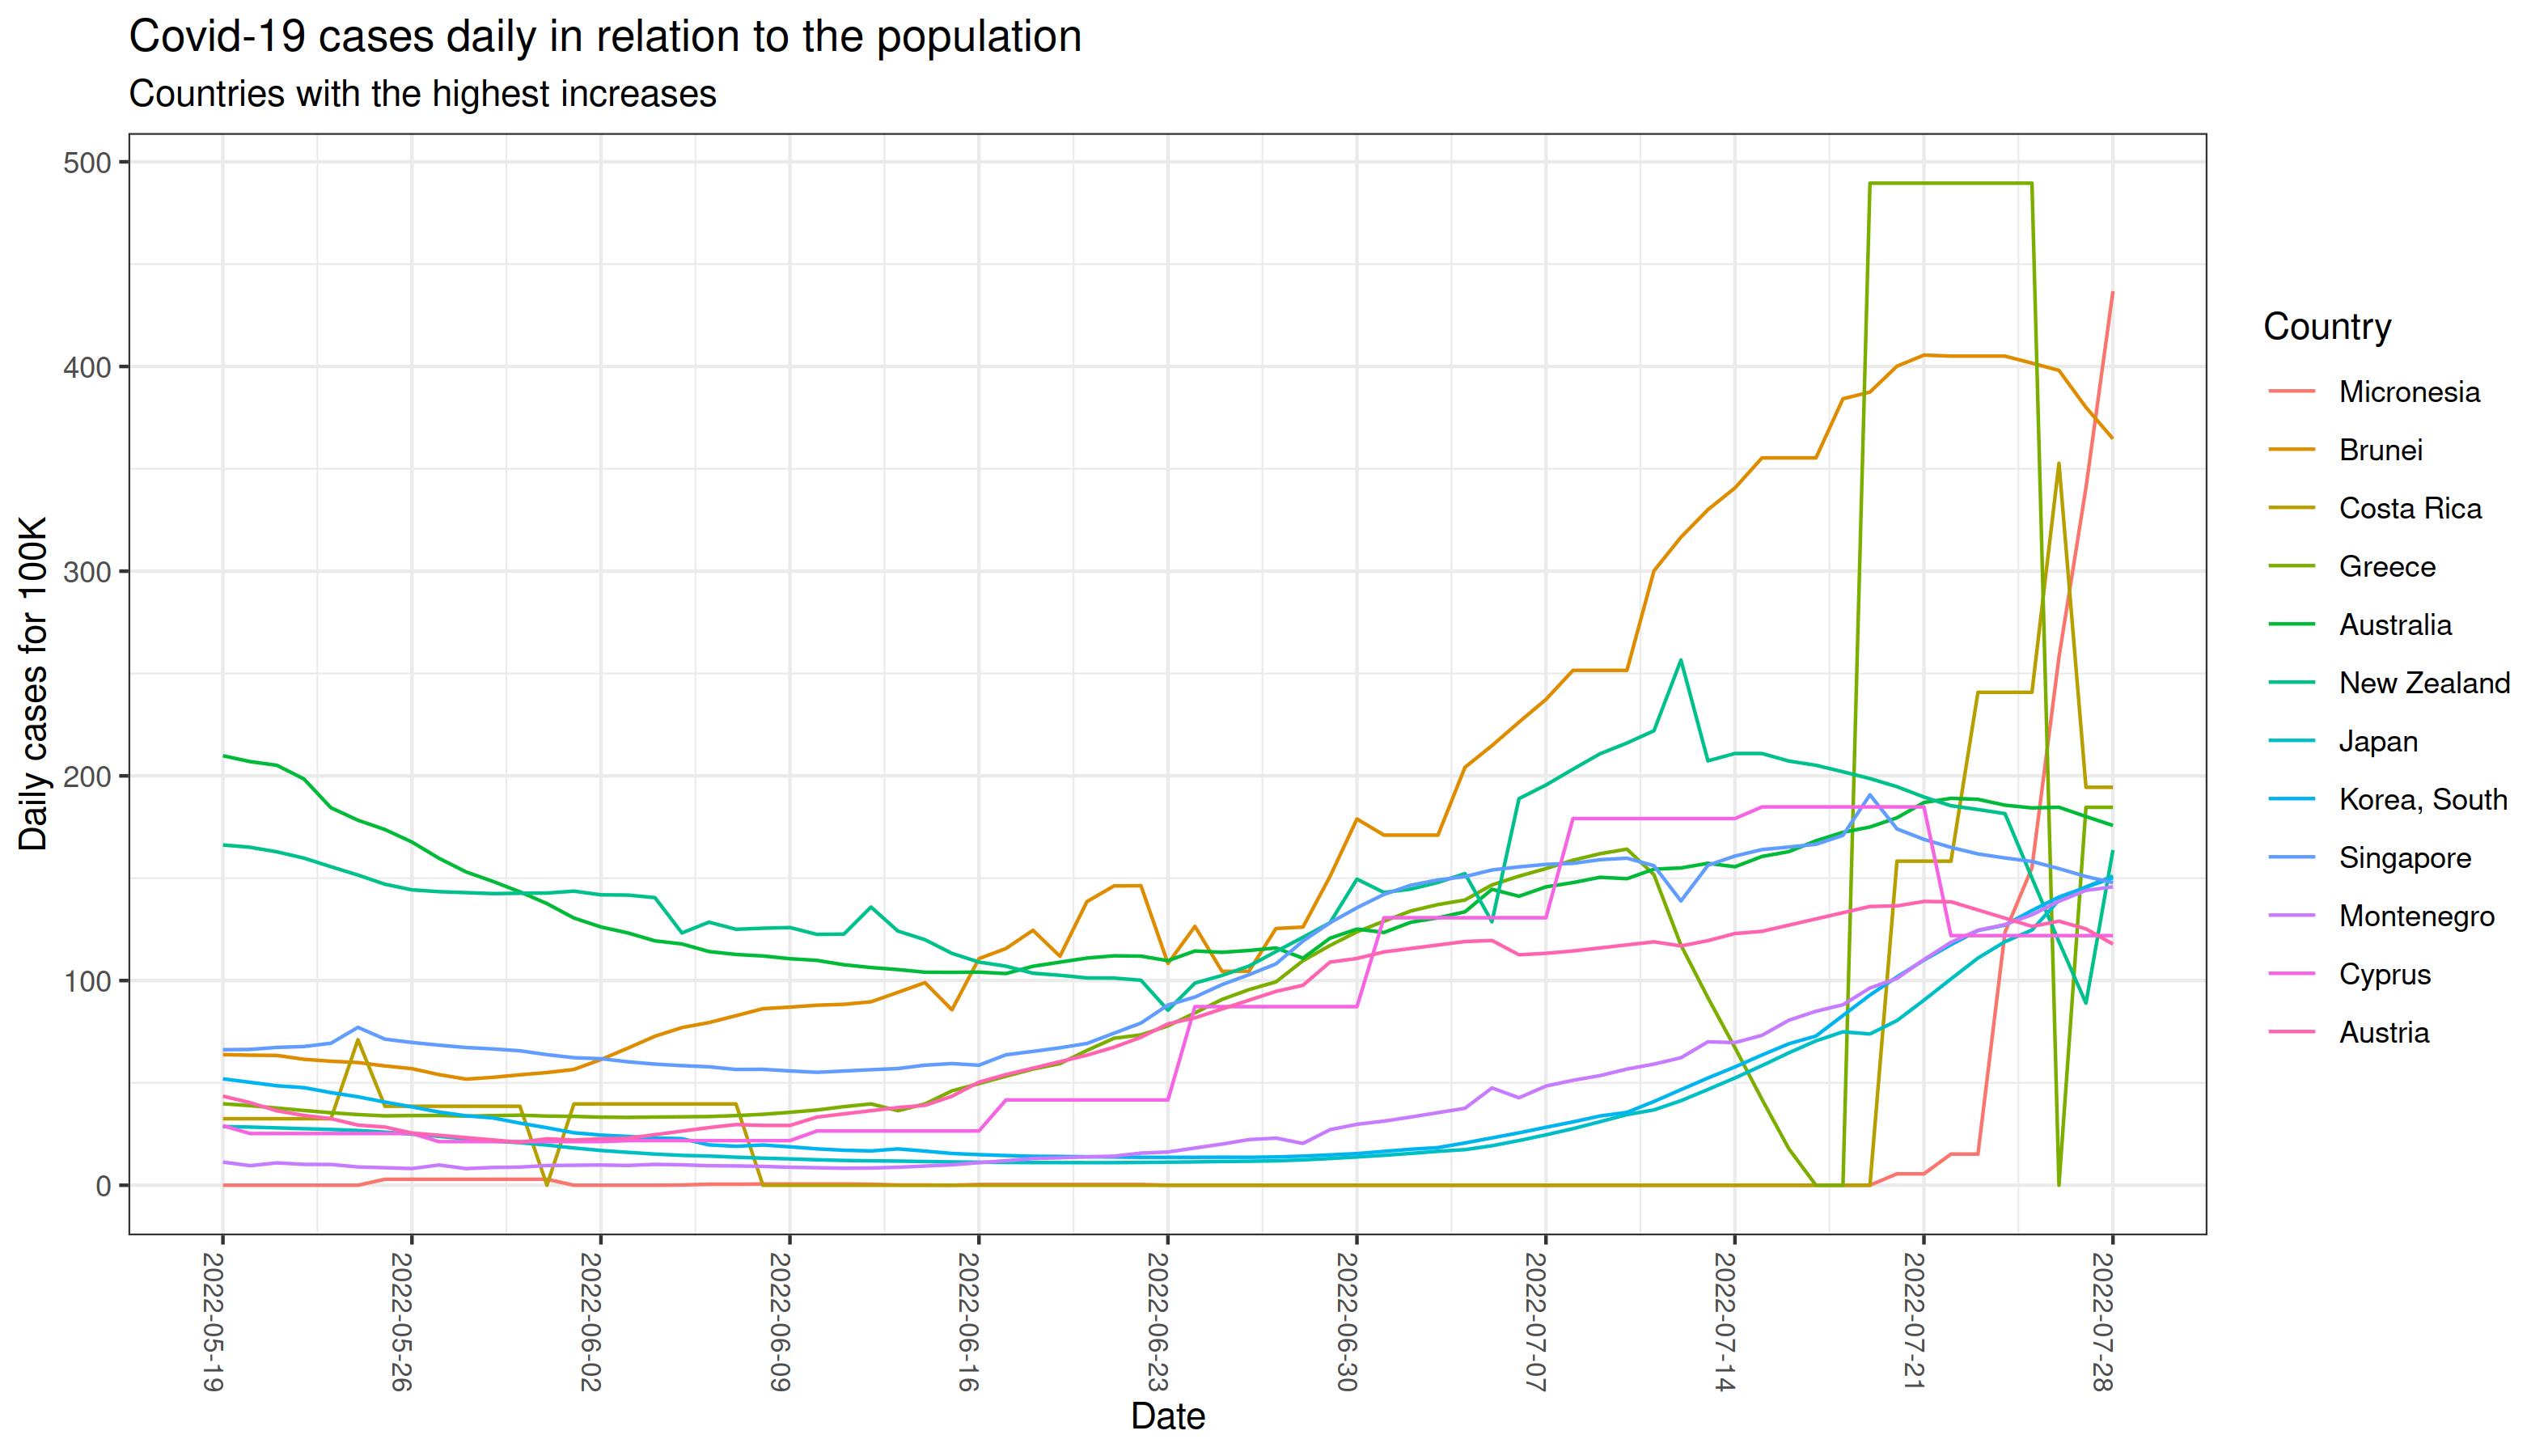 Covid-19 cases daily in relation to the population
Countries with the highest increases
Daily cases for 100K
500
400
300
200
100
0
2022-05-19
2022-05-26
2022-06-02
2022-06-09
2022-06-16
2022-06-23
2022-06-30
2022-07-07
2022-07-14
2022-07-21
2022-07-28
Date
Country
Micronesia
Brunei
Costa Rica
Greece
Australia
New Zealand
Japan
Korea, South
Singapore
Montenegro
Cyprus
Austria